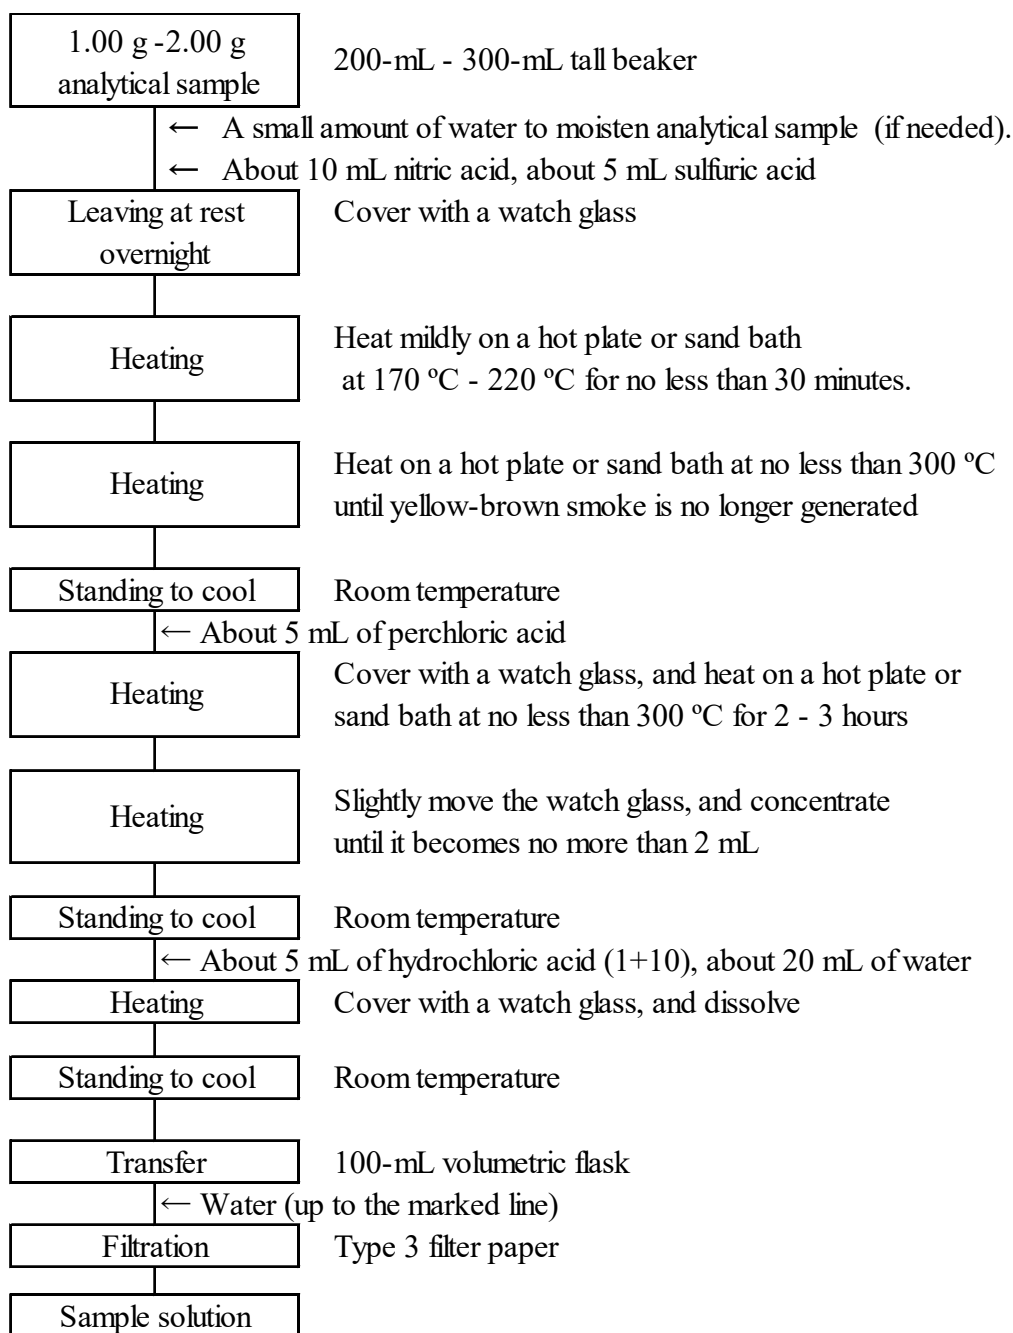 1.00 g -2.00 g
analytical sample
200-mL - 300-mL tall beaker
← A small amount of water to moisten analytical sample (if needed).
← About 10 mL nitric acid, about 5 mL sulfuric acid
Leaving at rest
overnight
Cover with a watch glass
Heating
Heat mildly on a hot plate or sand bath
at 170 ºC - 220 ºC for no less than 30 minutes.
Heating
Heat on a hot plate or sand bath at no less than 300 ºC
until yellow-brown smoke is no longer generated
Standing to cool
Room temperature
← About 5 mL of perchloric acid
Heating
Cover with a watch glass, and heat on a hot plate or
sand bath at no less than 300 ºC for 2 - 3 hours
Heating
Slightly move the watch glass, and concentrate
until it becomes no more than 2 mL
Standing to cool
Room temperature
← About 5 mL of hydrochloric acid (1+10), about 20 mL of water
Heating
Cover with a watch glass, and dissolve
Standing to cool
Room temperature
Transfer
100-mL volumetric flask
← Water (up to the marked line)
Filtration
Type 3 filter paper
Sample solution